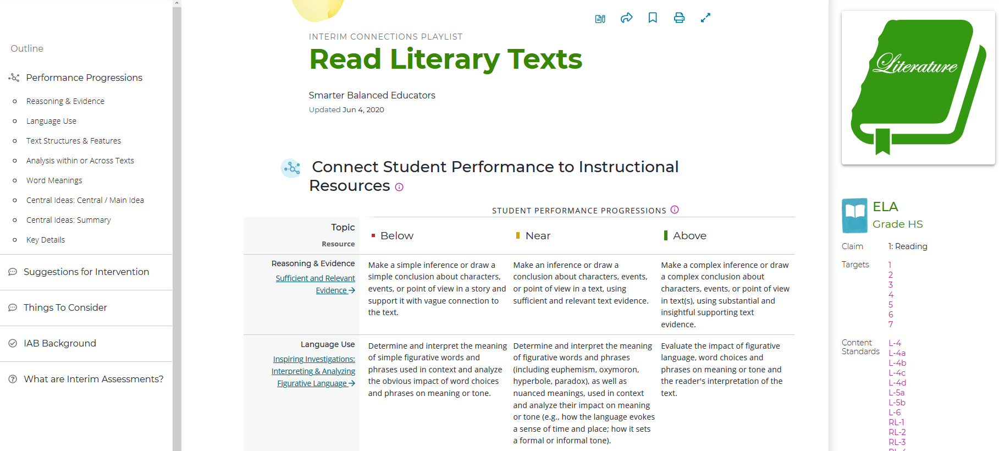 Outline
Performance Progressions
Reasoning & Evidence
Language Use
Text Structures & Features
Analysis within or Across Texts
Word Meanings
Central Ideas: Central / Main Idea
Central Ideas: Summary
Key Details
Suggestions for Intervention
Things To Consider
IAB Background
What are Interim Assessments?
INTERIM CONNECTIONS PLAYLIST
Read Literary Texts
Smarter Balanced Educators
Updated Jun 4, 2020
Connect Student Performance to Instructional
Resources
STUDENT PERFORMANCE PROGRESSIONS
Topic
Resource
Below
Near
Above
Reasoning & Evidence
Sufficient and Relevant
Evidence
Make a simple inference or draw a
simple conclusion about characters,
events, or point of view in a story and
support it with vague connection to
the text.
Make an inference or draw a
conclusion about characters, events,
or point of view in a text, using
sufficient and relevant text evidence.
Make a complex inference or draw
a complex conclusion about
characters, events, or point of view
in text(s), using substantial and
insightful supporting text
evidence.
Language Use
Inspiring Investigations:
Interpreting & Analyzing
Figurative Language
Determine and interpret the meaning
of simple figurative words and
phrases used in context and analyze
the obvious impact of word choices
and phrases on meaning or tone.
Determine and interpret the meaning
of figurative words and phrases
(including euphemism, oxymoron,
hyperbole, paradox), as well as
nuanced meanings, used in context
and analyze their impact on meaning
or tone (e.g., how the language evokes
a sense of time and place; how it sets
a formal or informal tone).
Evaluate the impact of figurative
language, word choices and
phrases on meaning or tone and
the reader's interpretation of the
text.
Literature
ELA
Grade HS
Claim
1: Reading
Targets
1
2
3
4
5
6
7
Content
Standards
L-4
L-4a
L-4b
L-4c
L-4d
L-5a
L-5b
L-6
RL-1
RL-2
RL-3